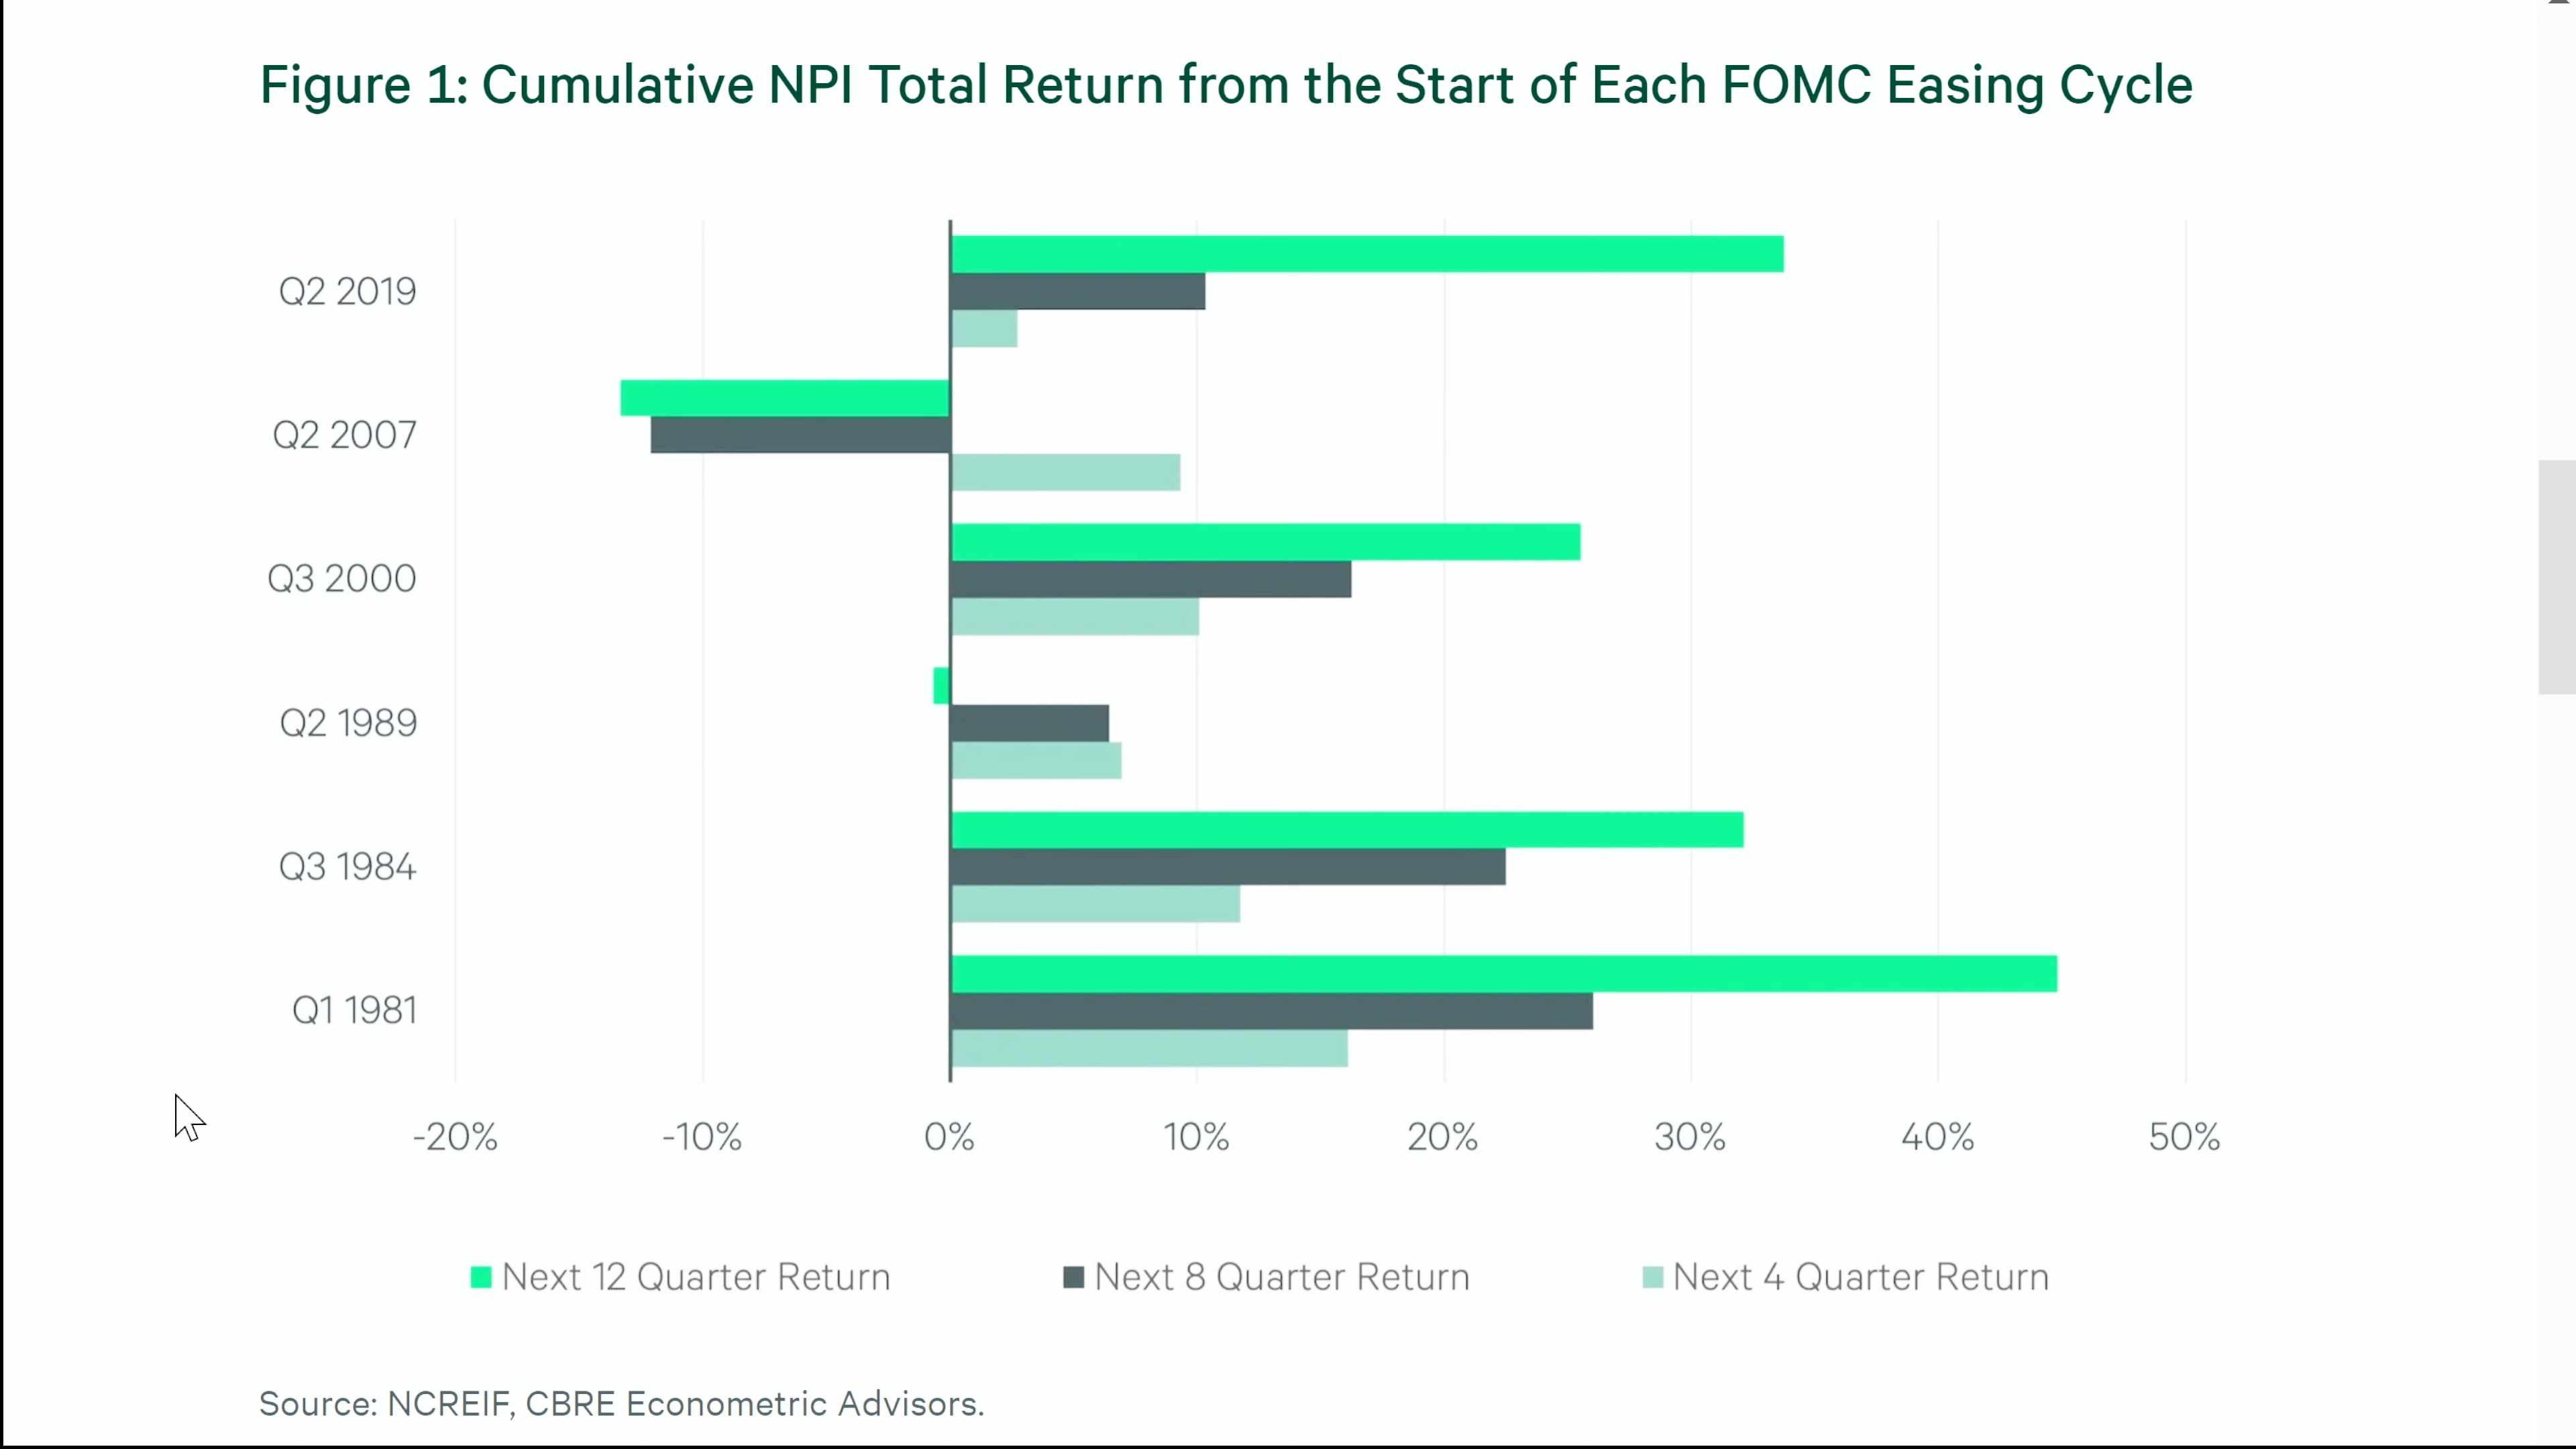 Figure 1: Cumulative NPI Total Return from the Start of Each FOMC Easing Cycle
Q2 2019
Q2 2007
Q3 2000
Q2 1989
Q3 1984
Q1 1981
-20% -10% 0% 10% 20% 30% 40% 50%
Next 12 Quarter Return Next 8 Quarter Return Next 4 Quarter Return
Source: NCREIF, CBRE Econometric Advisors.